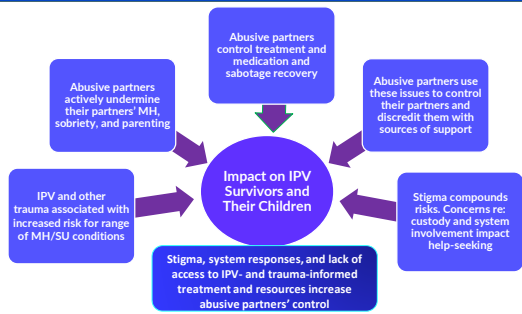 Abusive partners
control treatment and
medication and
sabotage recovery
Abusive partners
actively undermine
their partners' MH,
sobriety, and parenting
Abusive partners use
these issues to control
their partners and
discredit them with
sources of support
IPV and other
trauma associated with
increased risk for range
of MH/SU conditions
Impact on IPV
Survivors and
Their Children
Stigma compounds
risks. Concerns re:
custody and system
involvement impact
help-seeking
Stigma, system responses, and lack of
access to IPV- and trauma-informed
treatment and resources increase
abusive partners' control